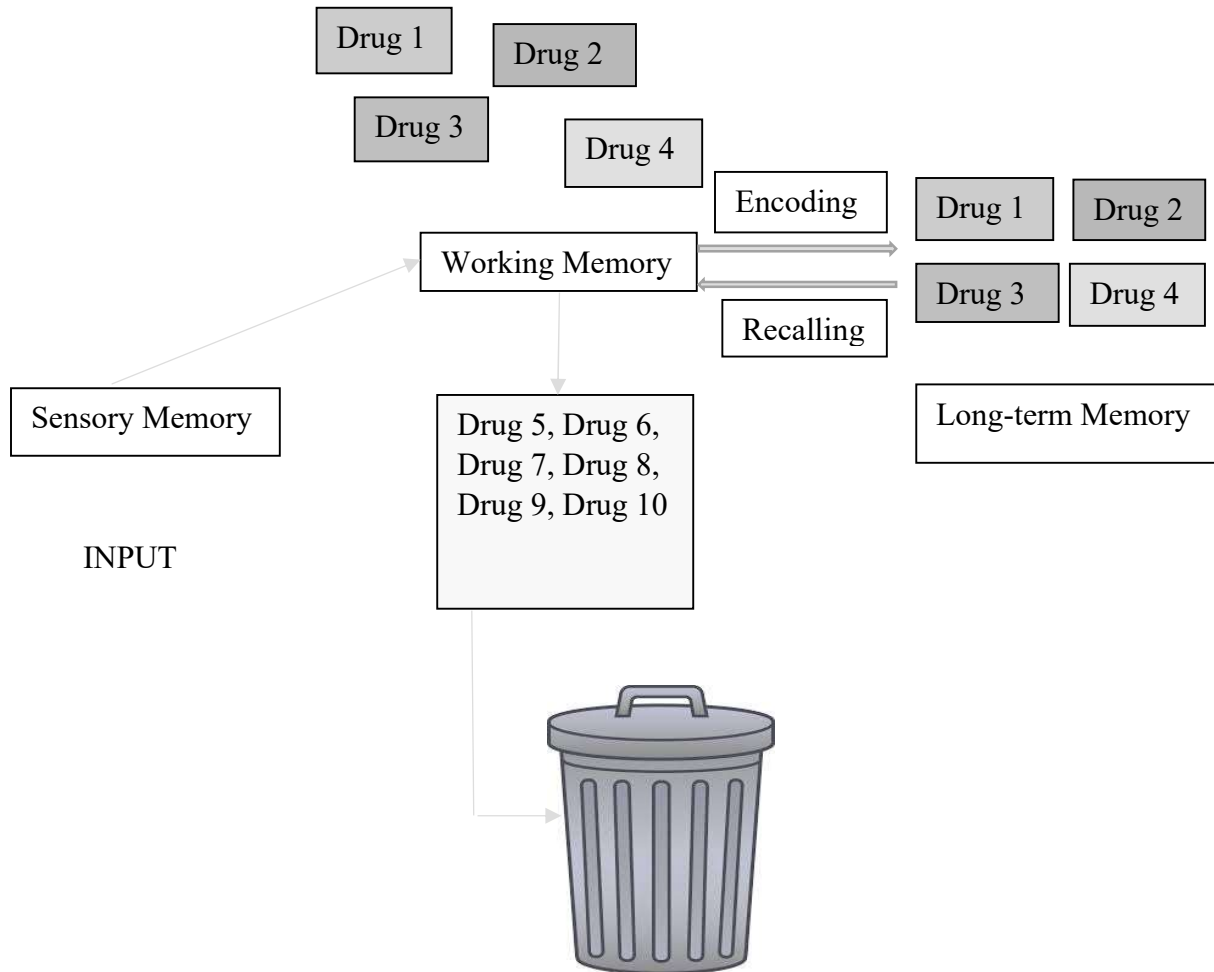 Drug 1
Drug 2
Drug 3
Drug 4
Encoding
Drug 1
Drug 2
Working Memory
Drug 3
Drug 4
Recalling
Sensory Memory
Long-term Memory
Drug 5, Drug 6,
Drug 7, Drug 8,
Drug 9, Drug 10
INPUT